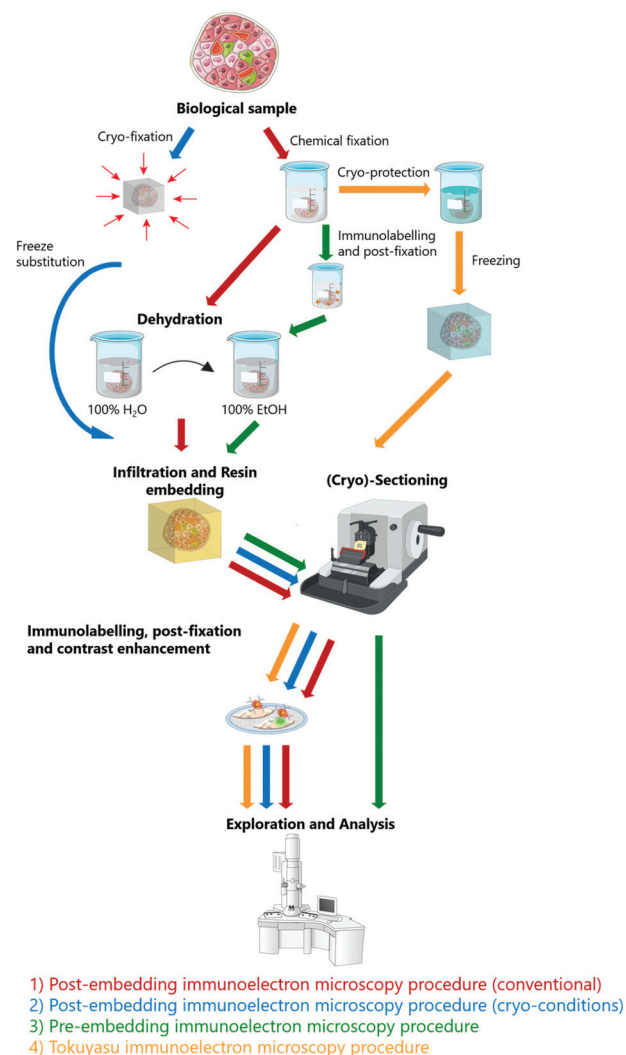 Biological sample
Cryo-fixation
Chemical fixation
Cryo-protection
Immunolabelling
and post-fixation
Freeze
substitution
Freezing
Dehydration
100% H₂O
100% EtOH
Infiltration and Resin
embedding
(Cryo)-Sectioning
Immunolabelling, post-fixation
and contrast enhancement
Exploration and Analysis
1) Post-embedding immunoelectron microscopy procedure (conventional)
2) Post-embedding immunoelectron microscopy procedure (cryo-conditions)
3) Pre-embedding immunoelectron microscopy procedure
4) Tokuyasu immunoelectron microscopy procedure